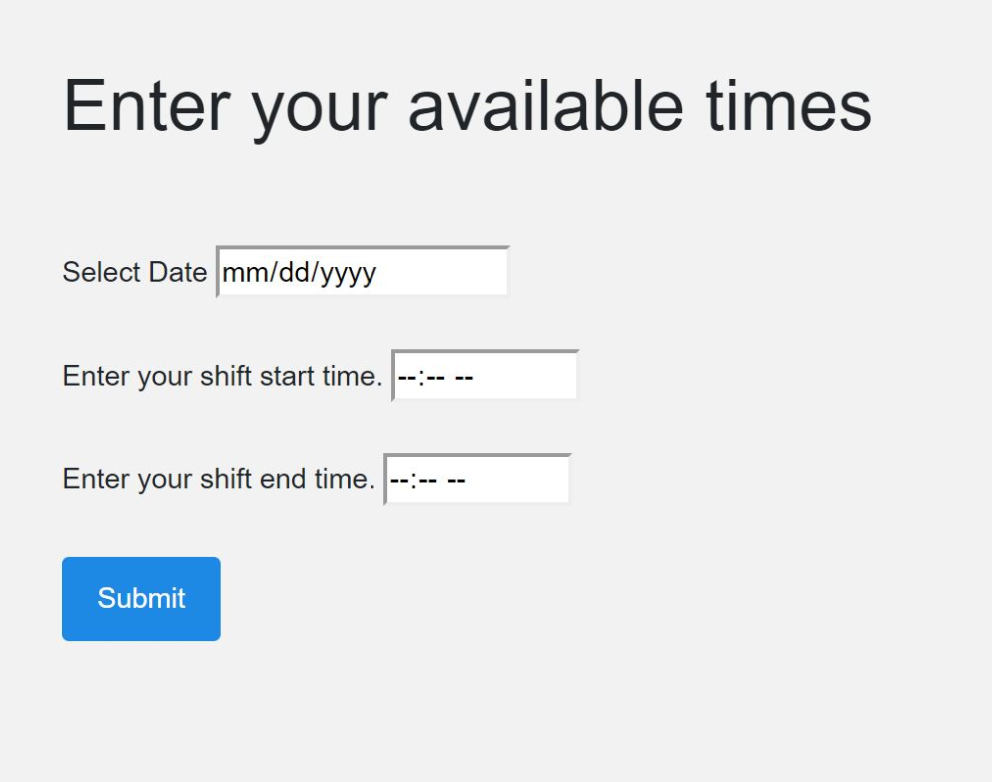 Enter your available times
Select Date mm/dd/yyyy
Enter your shift start time. --:-- --
Enter your shift end time. --:-- --
Submit